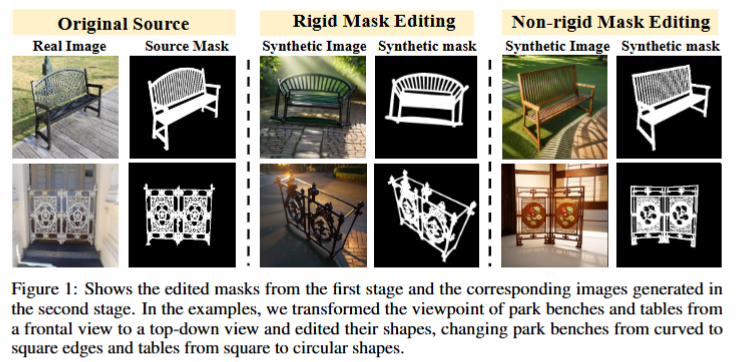 Original Source
Rigid Mask Editing
Non-rigid Mask Editing
Real Image
Source Mask
Synthetic Image
Synthetic mask
Synthetic Image
Synthetic mask
Figure 1: Shows the edited masks from the first stage and the corresponding images generated in
the second stage. In the examples, we transformed the viewpoint of park benches and tables from
a frontal view to a top-down view and edited their shapes, changing park benches from curved to
square edges and tables from square to circular shapes.